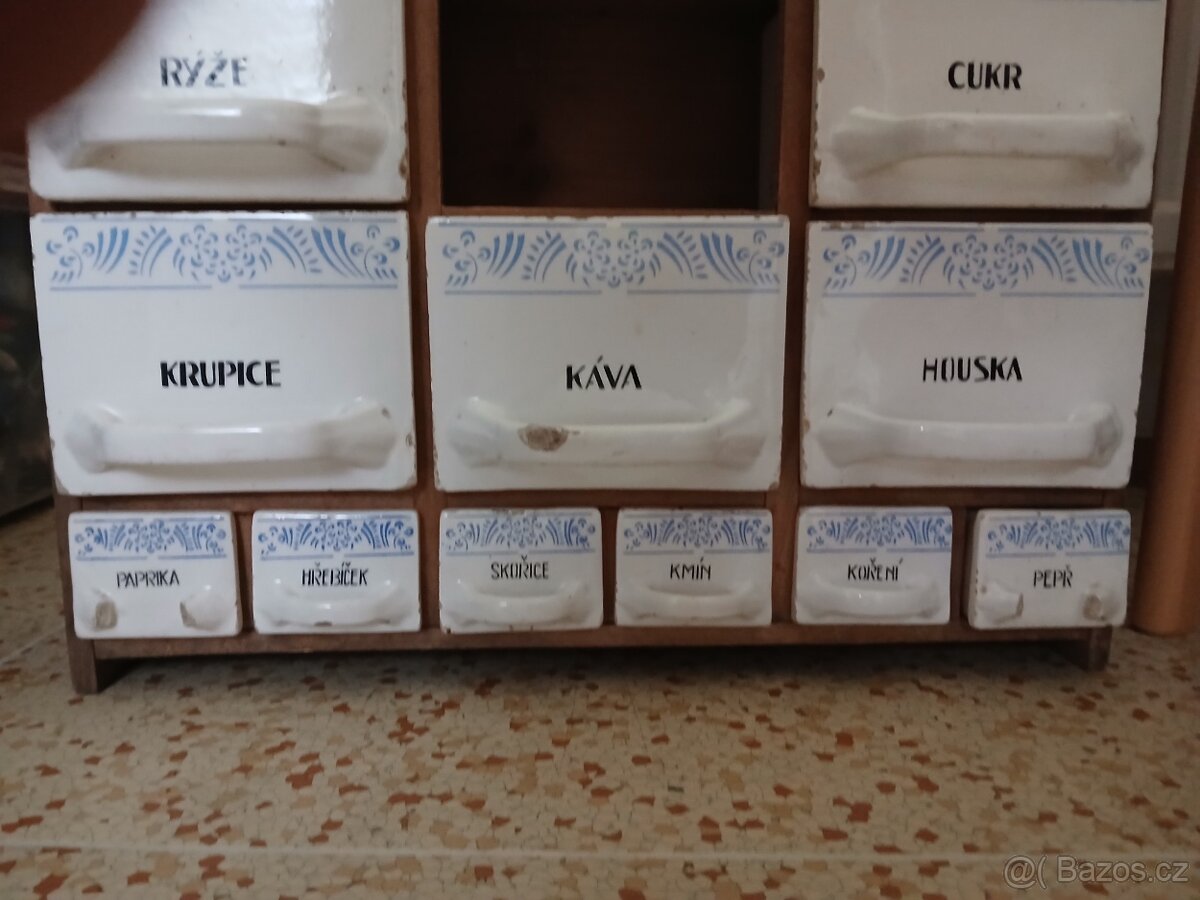 RÝŽE
CUKR
KRUPICE
KÁVA
HOUSKA
PAPRIKA
HŘEBÍČEK
SKOŘICE
KMÍN
KOŘENÍ
PEPŘ
@( Bazos.cz